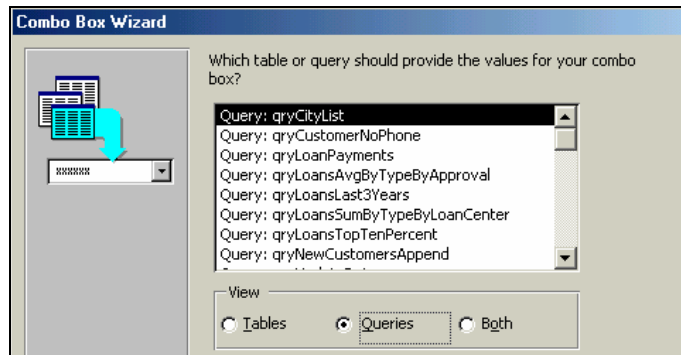 Combo Box Wizard
Which table or query should provide the values for your combo
box?
xxxxxx
Query: qryCityList
Query: qryCustomerNoPhone
Query: qryLoanPayments
Query: qryLoansAvgByTypeByApproval
Query: qryLoansLast3Years
Query: qryLoansSumByTypeByLoanCenter
Query: qryLoansTopTenPercent
Query: qryNewCustomersAppend
View
Tables Queries Both